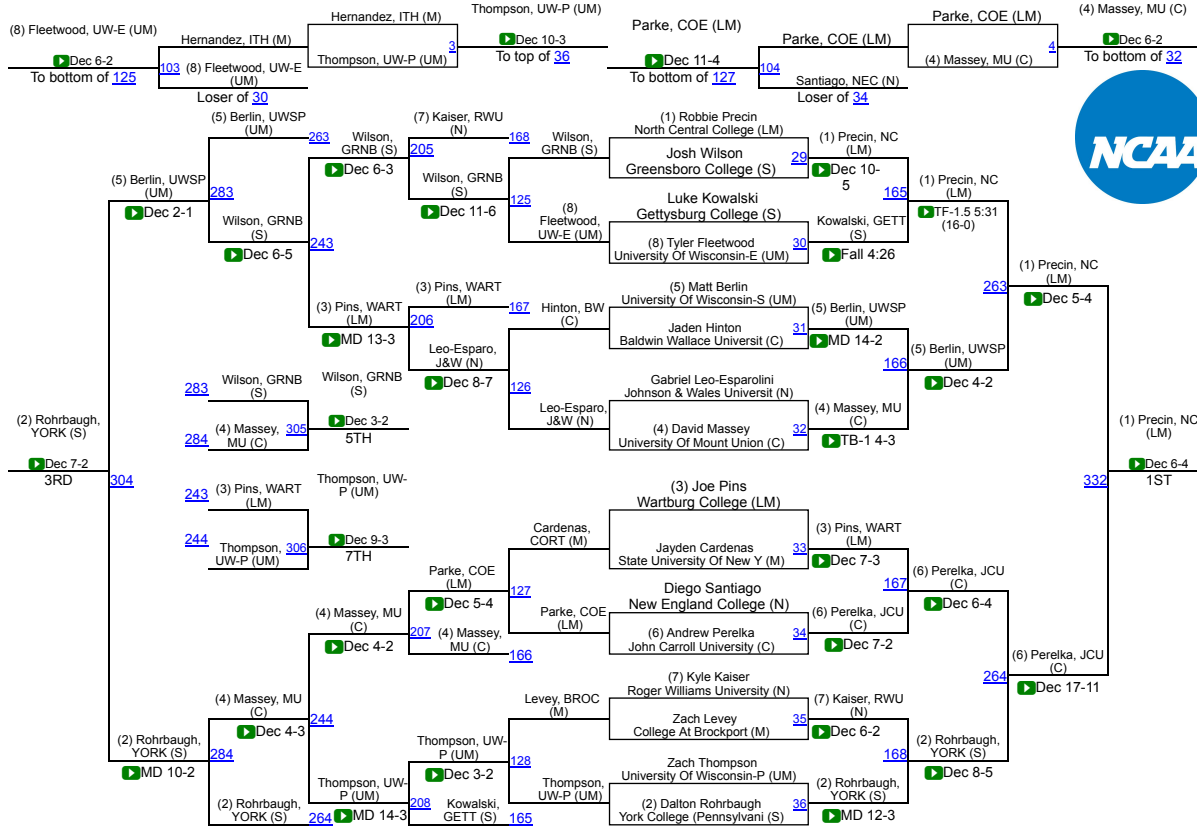 (8) Fleetwood, UW-E (UM)
Dec 6-2
To bottom of 125
Hernandez, ITH (M)
103
(8) Fleetwood, UW-E
(UM)
Loser of 30
Hernandez, ITH (M)
3
Thompson, UW-P (UM)
Thompson, UW-P (UM)
Dec 10-3
To top of 36
Parke, COE (LM)
Dec 11-4
To bottom of 127
Parke, COE (LM)
104
Santiago, NEC (N)
Loser of 34
Parke, COE (LM)
4
(4) Massey, MU (C)
(4) Massey, MU (C)
Dec 6-2
To bottom of 32
NCAA
(5) Berlin, UWSP
(UM)
263
(5) Berlin, UWSP
(UM)
Dec 2-1
283
Wilson, GRNB
(S)
Dec 6-5
243
Wilson,
GRNB (S)
Dec 6-3
(7) Kaiser, RWU
(N)
168
205
Wilson, GRNB
(S)
Dec 11-6
125
Wilson,
GRNB (S)
(8)
Fleetwood,
UW-E (UM)
(1) Robbie Precin
North Central College (LM)
Josh Wilson
Greensboro College (S)
29
Luke Kowalski
Gettysburg College (S)
(8) Tyler Fleetwood
University Of Wisconsin-E (UM)
30
(1) Precin, NC
(LM)
Dec 10-
5
165
Kowalski, GETT
(S)
Fall 4:26
(1) Precin, NC
(LM)
TF-1.5 5:31
(16-0)
(3) Pins, WART
(LM)
MD 13-3
(3) Pins, WART
(LM)
167
206
Leo-Esparo,
J&W (N)
Dec 8-7
126
Hinton, BW
(C)
Leo-Esparo,
J&W (N)
(5) Matt Berlin
University Of Wisconsin-S (UM)
Jaden Hinton
Baldwin Wallace Universit (C)
31
Gabriel Leo-Esparolini
Johnson & Wales Universit (N)
(4) David Massey
University Of Mount Union (C)
32
(5) Berlin, UWSP
(UM)
MD 14-2
166
(4) Massey, MU
(C)
TB-1 4-3
(5) Berlin, UWSP
(UM)
Dec 4-2
263
(1) Precin, NC
(LM)
Dec 5-4
283
Wilson, GRNB
(S)
284
(4) Massey,
MU (C)
305
Wilson, GRNB
(S)
Dec 3-2
5TH
(2) Rohrbaugh,
YORK (S)
Dec 7-2
3RD
304
(1) Precin, NC
(LM)
Dec 6-4
1ST
332
243
(3) Pins, WART
(LM)
244
Thompson,
UW-P (UM)
306
Thompson, UW-
P (UM)
Dec 9-3
7TH
Cardenas,
CORT (M)
Parke, COE
(LM)
Dec 5-4
127
Parke, COE
(LM)
(4) Massey, MU
(C)
Dec 4-2
207
(4) Massey,
MU (C)
166
(3) Joe Pins
Wartburg College (LM)
Jayden Cardenas
State University Of New Y (M)
33
Diego Santiago
New England College (N)
(6) Andrew Perelka
John Carroll University (C)
34
(3) Pins, WART
(LM)
Dec 7-3
167
(6) Perelka, JCU
(C)
Dec 7-2
(6) Perelka, JCU
(C)
Dec 6-4
264
(6) Perelka, JCU
(C)
Dec 17-11
(4) Massey, MU
(C)
Dec 4-3
244
(2) Rohrbaugh,
YORK (S)
MD 10-2
284
(2) Rohrbaugh,
YORK (S)
264
Thompson, UW-
P (UM)
MD 14-3
Thompson, UW-
P (UM)
Dec 3-2
208
Kowalski,
GETT (S)
165
128
Levey, BROC
(M)
Thompson,
UW-P (UM)
(7) Kyle Kaiser
Roger Williams University (N)
Zach Levey
College At Brockport (M)
35
Zach Thompson
University Of Wisconsin-P (UM)
(2) Dalton Rohrbaugh
York College (Pennsylvani (S)
36
(7) Kaiser, RWU
(N)
Dec 6-2
168
(2) Rohrbaugh,
YORK (S)
MD 12-3
(2) Rohrbaugh,
YORK (S)
Dec 8-5